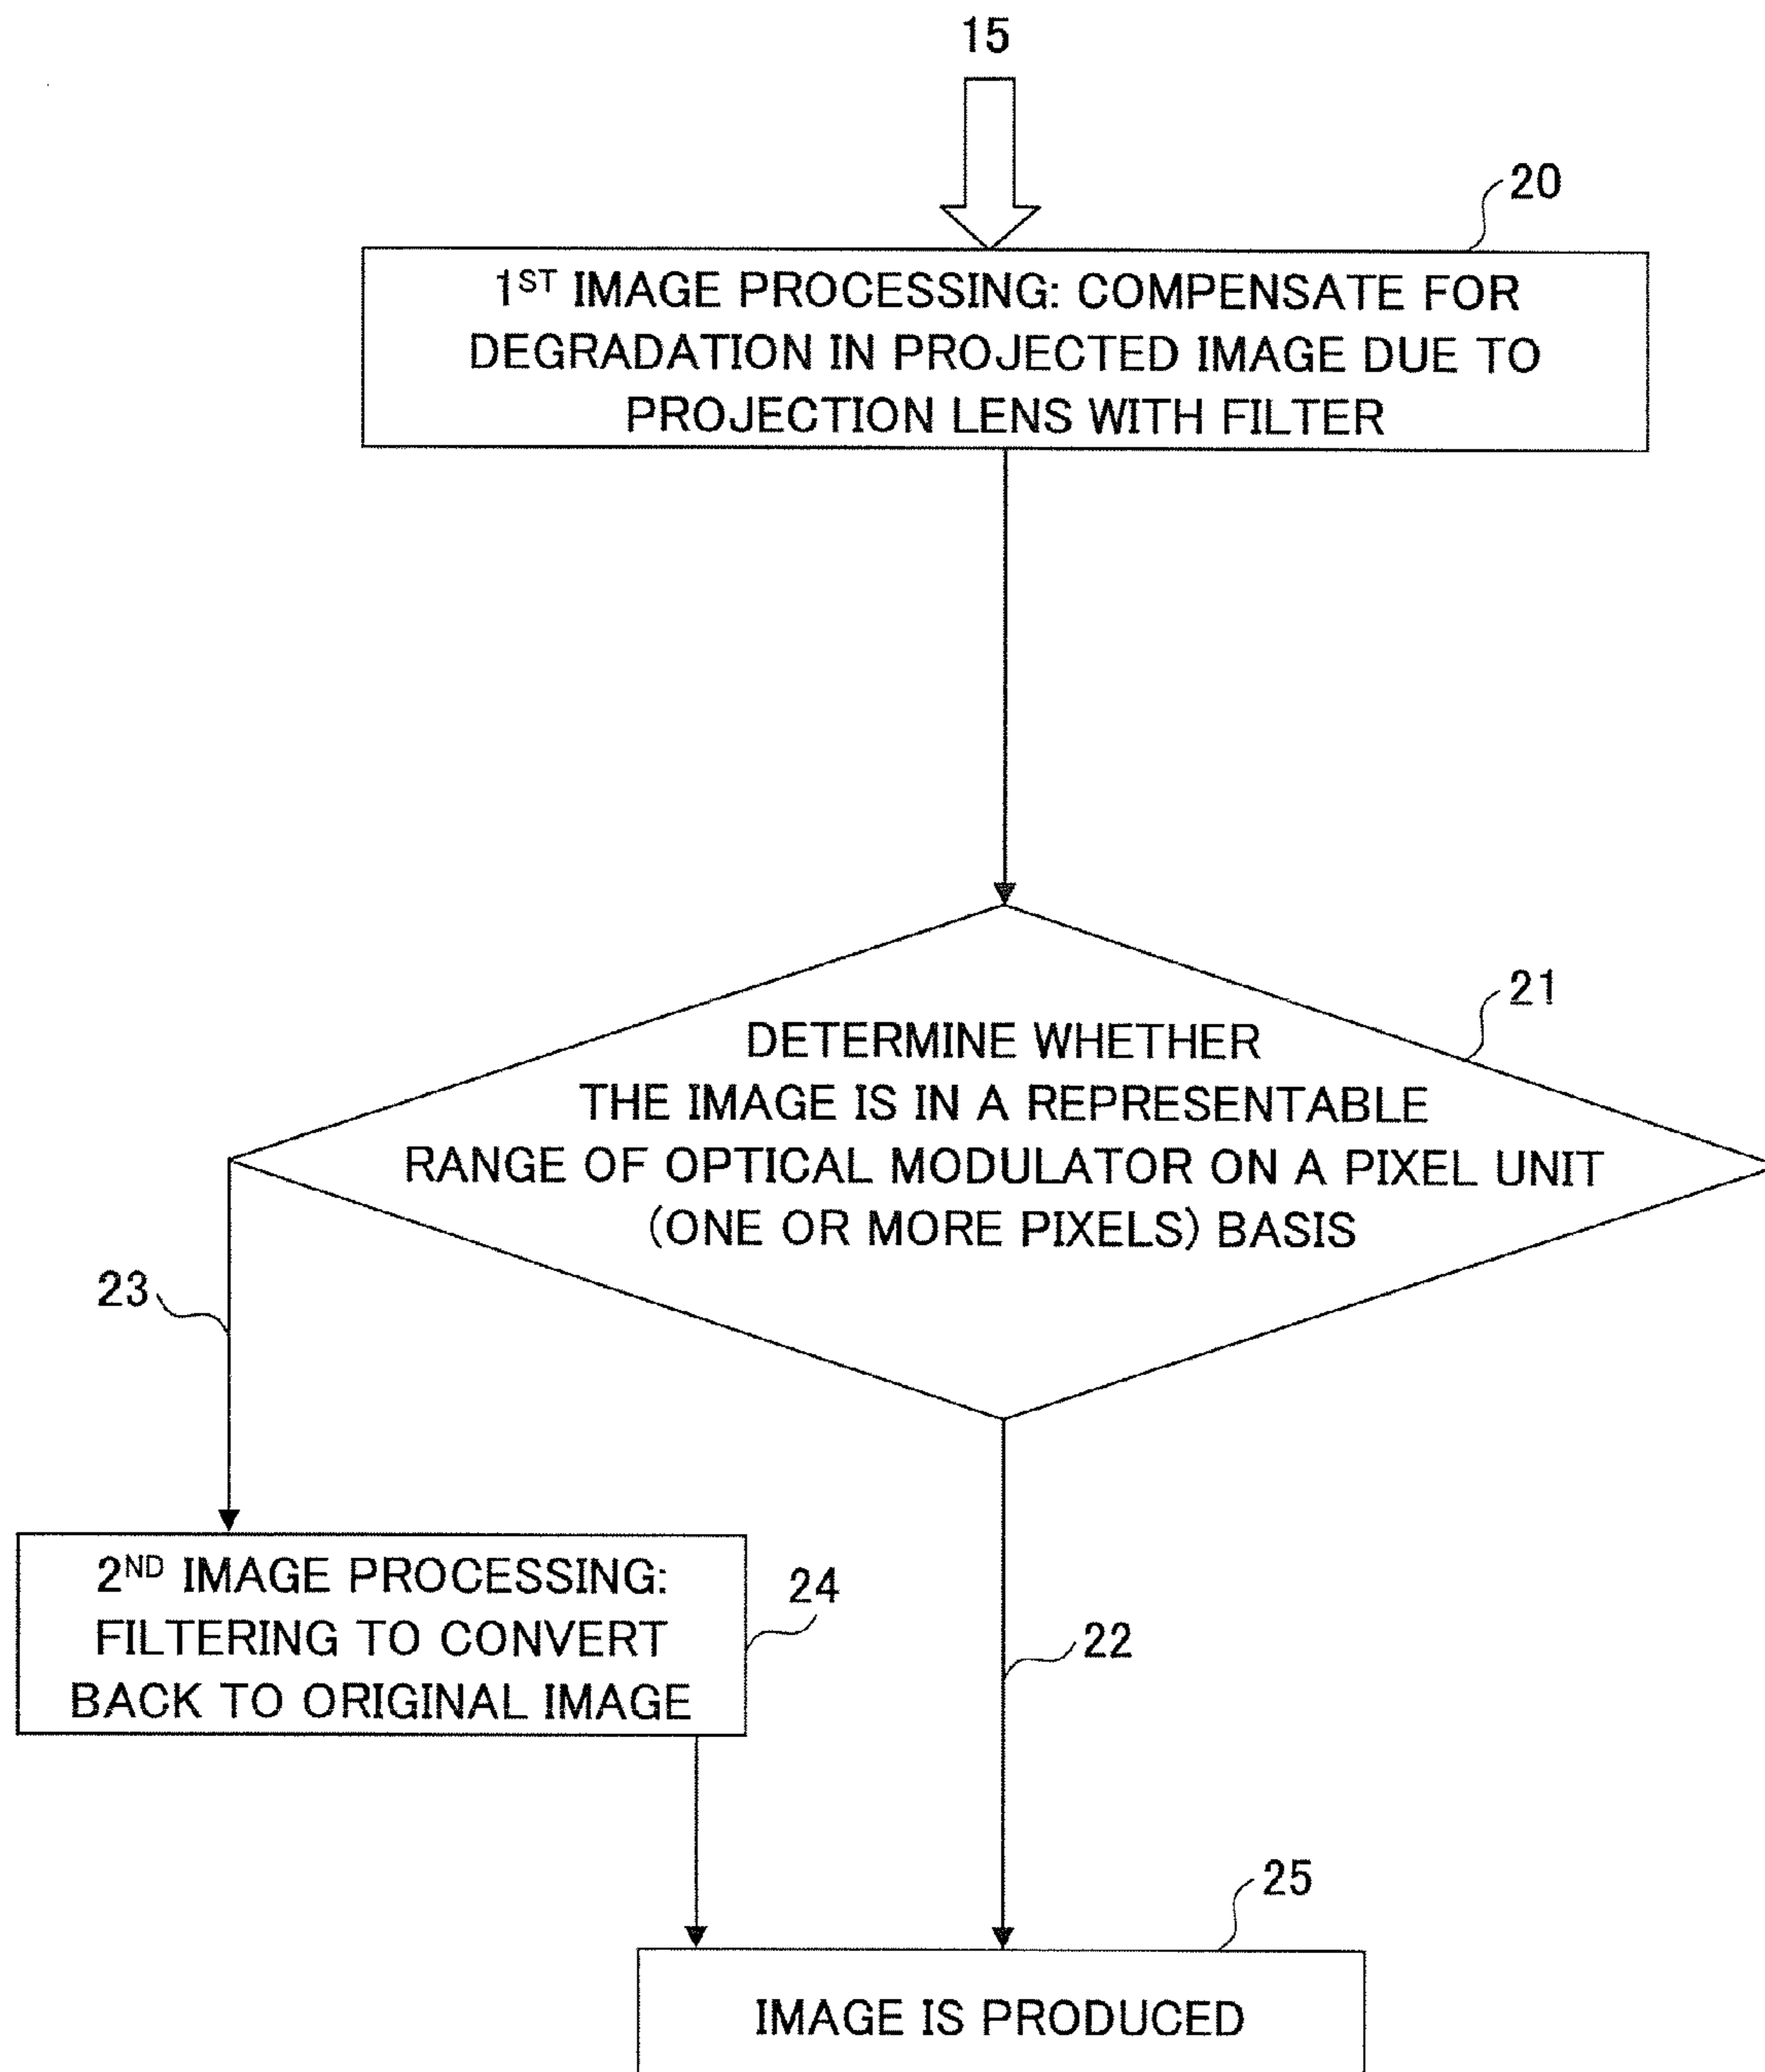 15
20
1ST IMAGE PROCESSING: COMPENSATE FOR
DEGRADATION IN PROJECTED IMAGE DUE TO
PROJECTION LENS WITH FILTER
21
DETERMINE WHETHER
THE IMAGE IS IN A REPRESENTABLE
RANGE OF OPTICAL MODULATOR ON A PIXEL UNIT
(ONE OR MORE PIXELS) BASIS
23
2ND IMAGE PROCESSING:
FILTERING TO CONVERT
BACK TO ORIGINAL IMAGE
24
22
25
IMAGE IS PRODUCED